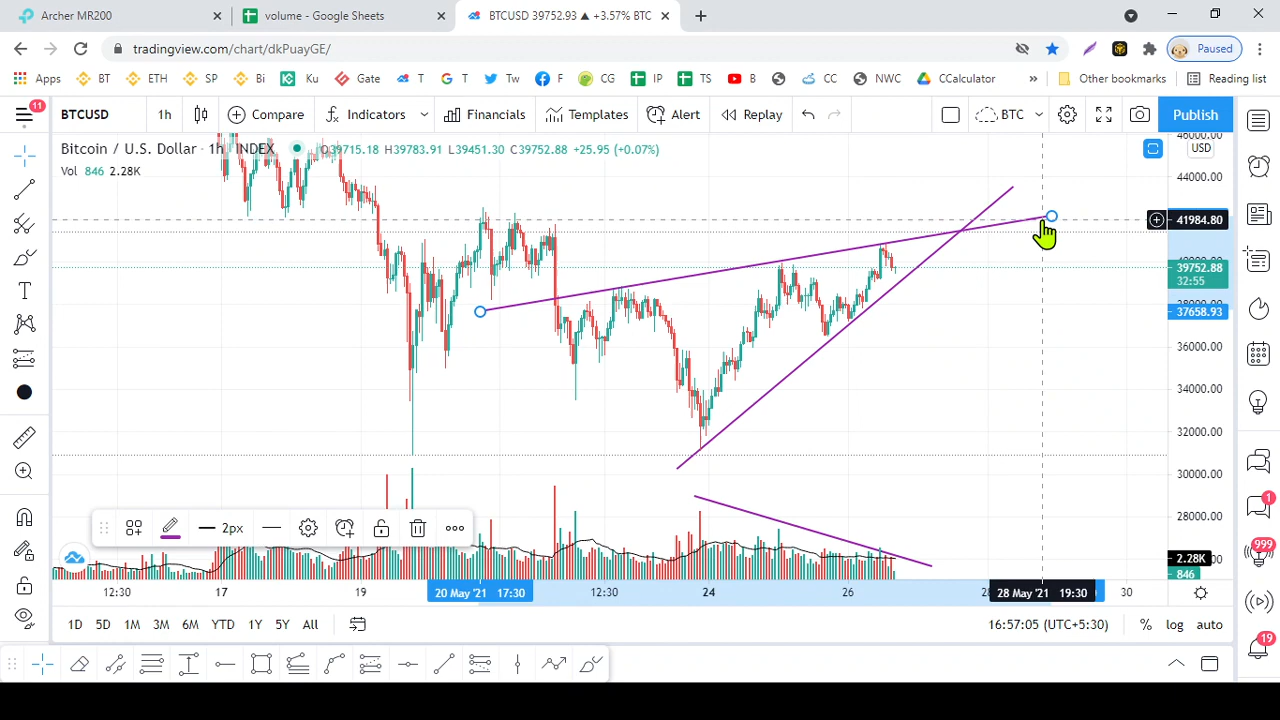 Archer MR200
volume - Google Sheets
BTCUSD 39752.93 ▲ +3.57% BTC
tradingview.com/chart/dkPuayGE/
Paused
Apps BT ETH SP Bi Ku Gate T T Tw F CG IP TS B CC NWC CCalculator » Other bookmarks Reading list
11
BTCUSD 1h Compare Indicators Financials Templates Alert Replay BTC Publish
Bitcoin / U.S. Dollar · 1h · INDEX O39715.18 H39783.91 L39451.30 C39752.88 +25.95 (+0.07%)
USD
Vol 846 2.28K
44000.00
41984.80
39752.88
32:55
37658.93
36000.00
34000.00
32000.00
30000.00
28000.00
2px
2.28K
846
12:30 17 19 20 May '21 17:30 12:30 24 26 28 May '21 19:30 30
1D 5D 1M 3M 6M YTD 1Y 5Y All 16:57:05 (UTC+5:30) % log auto
1
999
19